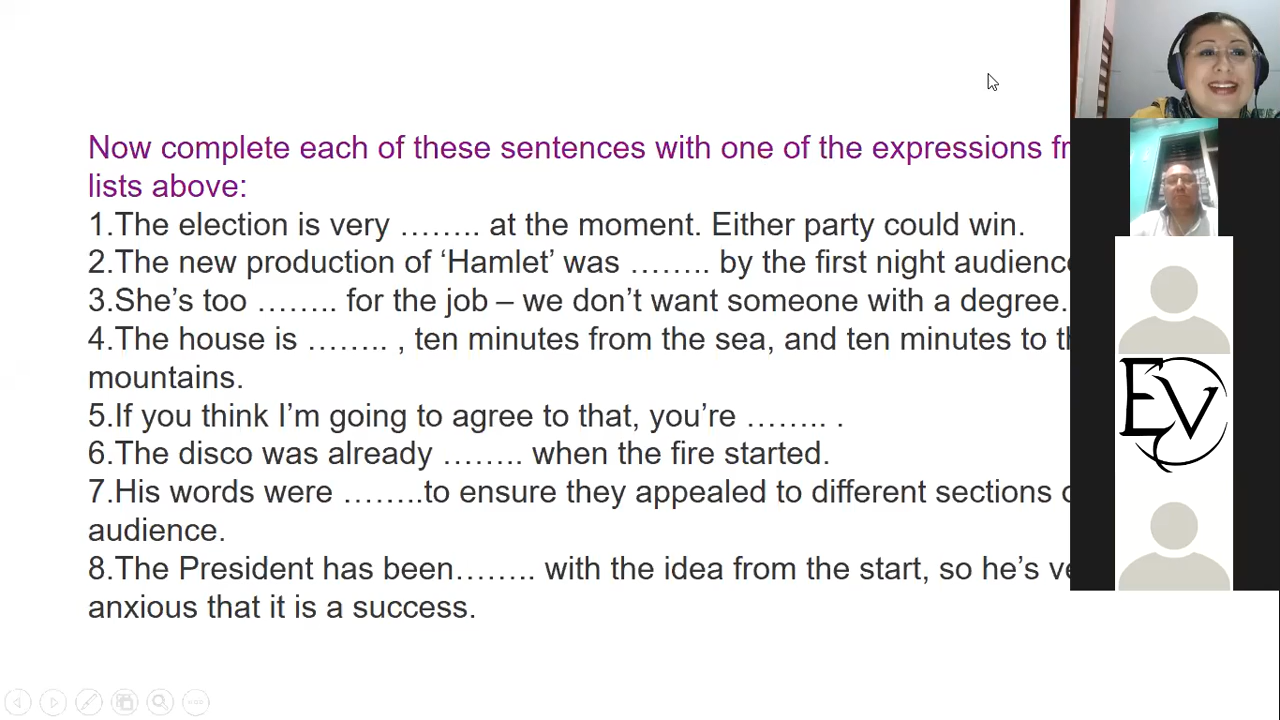 Now complete each of these sentences with one of the expressions
lists above:
1.The election is very …….. at the moment. Either party could win.
2.The new production of ‘Hamlet’ was …….. by the first night
3.She’s too …….. for the job – we don’t want someone with a degree.
4.The house is …….. , ten minutes from the sea, and ten minutes to
mountains.
5.If you think I’m going to agree to that, you’re …….. .
6.The disco was already …….. when the fire started.
7.His words were ……..to ensure they appealed to different sections
audience.
8.The President has been…….. with the idea from the start, so he’s
anxious that it is a success.
EV